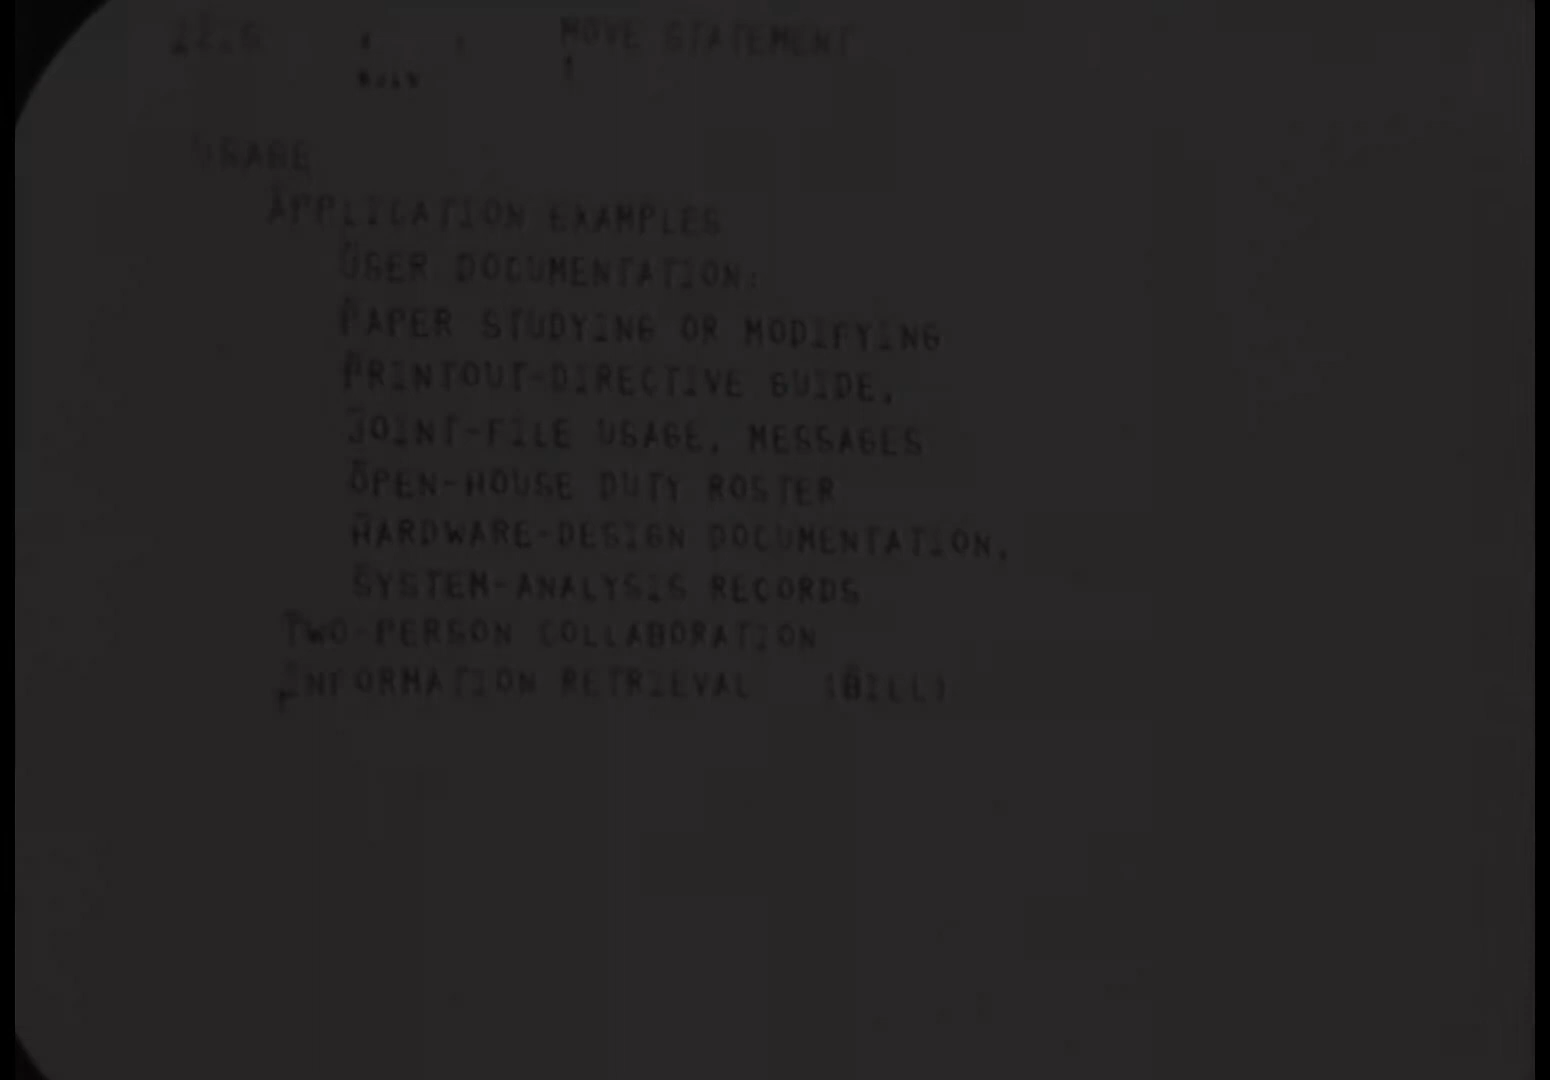 MOVE STATEMENT
USAGE
APPLICATION EXAMPLES
USER DOCUMENTATION:
PAPER STUDYING OR MODIFYING
PRINTOUT-DIRECTIVE GUIDE,
JOINT-FILE USAGE, MESSAGES
OPEN-HOUSE DUTY ROSTER
HARDWARE-DESIGN DOCUMENTATION,
SYSTEM-ANALYSIS RECORDS
TWO-PERSON COLLABORATION
INFORMATION RETRIEVAL (BILL)